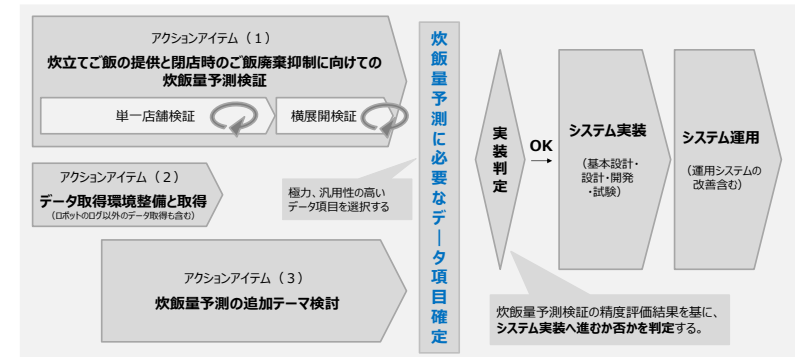 アクションアイテム（１）
炊立てご飯の提供と閉店時のご飯廃棄抑制に向けての
炊飯量予測検証
単一店舗検証
横展開検証
アクションアイテム（２）
データ取得環境整備と取得
（ロボットのログ以外のデータ取得も含む）
極力、汎用性の高い
データ項目を選択する
アクションアイテム（３）
炊飯量予測の追加テーマ検討
炊飯量予測に必要なデータ項目確定
実装判定
OK
システム実装
（基本設計・
設計・開発
・試験）
システム運用
（運用システムの
改善含む）
炊飯量予測検証の精度評価結果を基に、
システム実装へ進むか否かを判定する。